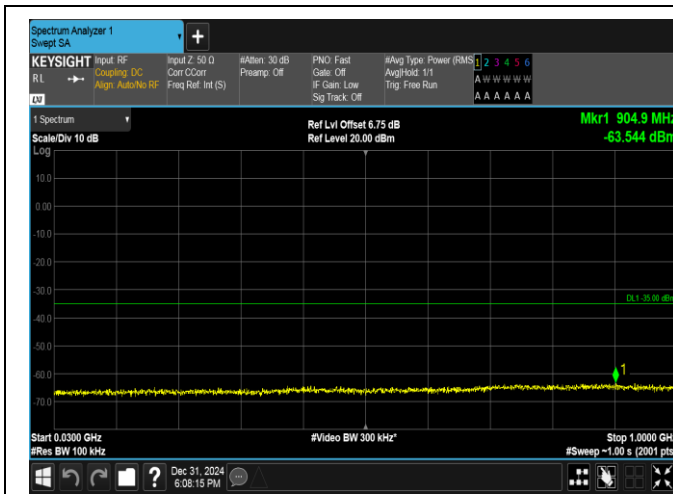 Spectrum Analyzer 1
Swept SA
+
KEYSIGHT
RL
LXI
Input: RF
Coupling: DC
Align: Auto/No RF
Input Z: 50 Ω
Corr CCorr
Freq Ref: Int (S)
#Atten: 30 dB
Preamp: Off
PNO: Fast
Gate: Off
IF Gain: Low
Sig Track: Off
#Avg Type: Power (RMS
Avg|Hold: 1/1
Trig: Free Run
1 2 3 4 5 6
A W W W W W
A A A A A A
1 Spectrum
Scale/Div 10 dB
Ref Lvl Offset 6.75 dB
Ref Level 20.00 dBm
Mkr1 904.9 MHz
-63.544 dBm
Log
10.0
0.00
-10.0
-20.0
-30.0
DL1 -35.00 dBm
-40.0
-50.0
-60.0
1
-70.0
Start 0.0300 GHz
#Res BW 100 kHz
#Video BW 300 kHz*
Stop 1.0000 GHz
#Sweep ~1.00 s (2001 pts
?
Dec 31, 2024
6:08:15 PM